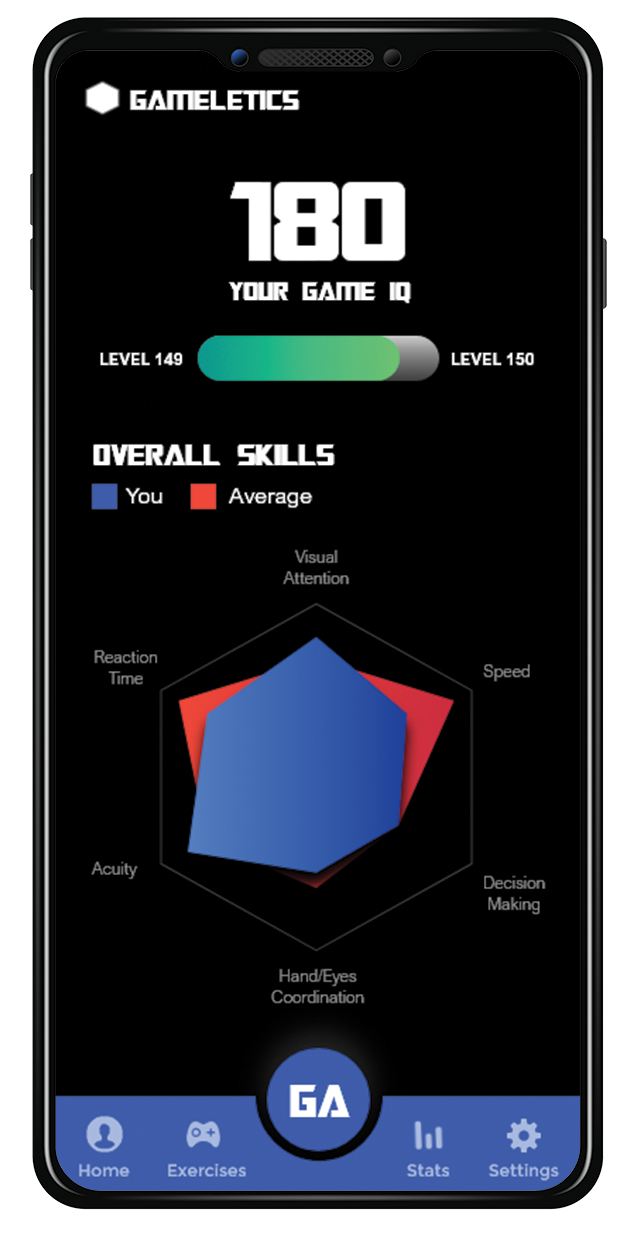 GAMELETICS
180
YOUR GAME IQ
LEVEL 149
LEVEL 150
OVERALL SKILLS
You
Average
Visual
Attention
Reaction
Time
Speed
Acuity
Decision
Making
Hand/Eyes
Coordination
GA
Home
Exercises
Stats
Settings